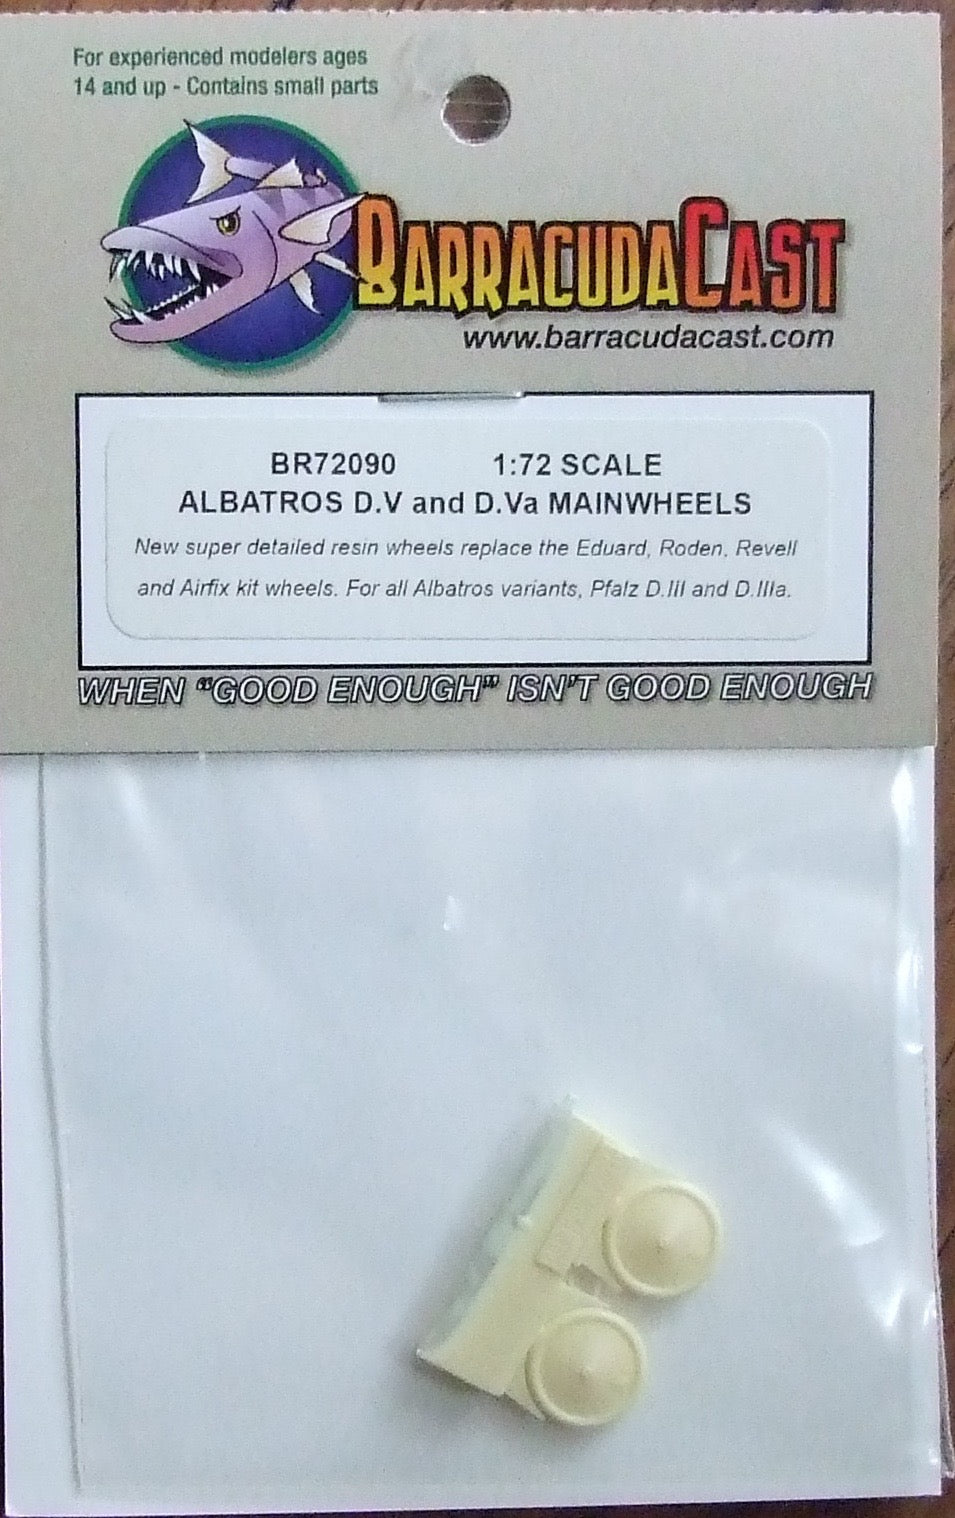 For experienced modelers ages
14 and up - Contains small parts
BARRACUDACAST
www.barracudacast.com
BR72090 1:72 SCALE
ALBATROS D.V and D.Va MAINWHEELS
New super detailed resin wheels replace the Eduard, Roden, Revell
and Airfix kit wheels. For all Albatros variants, Pfalz D.III and D.IIIa.
WHEN "GOOD ENOUGH" ISN'T GOOD ENOUGH